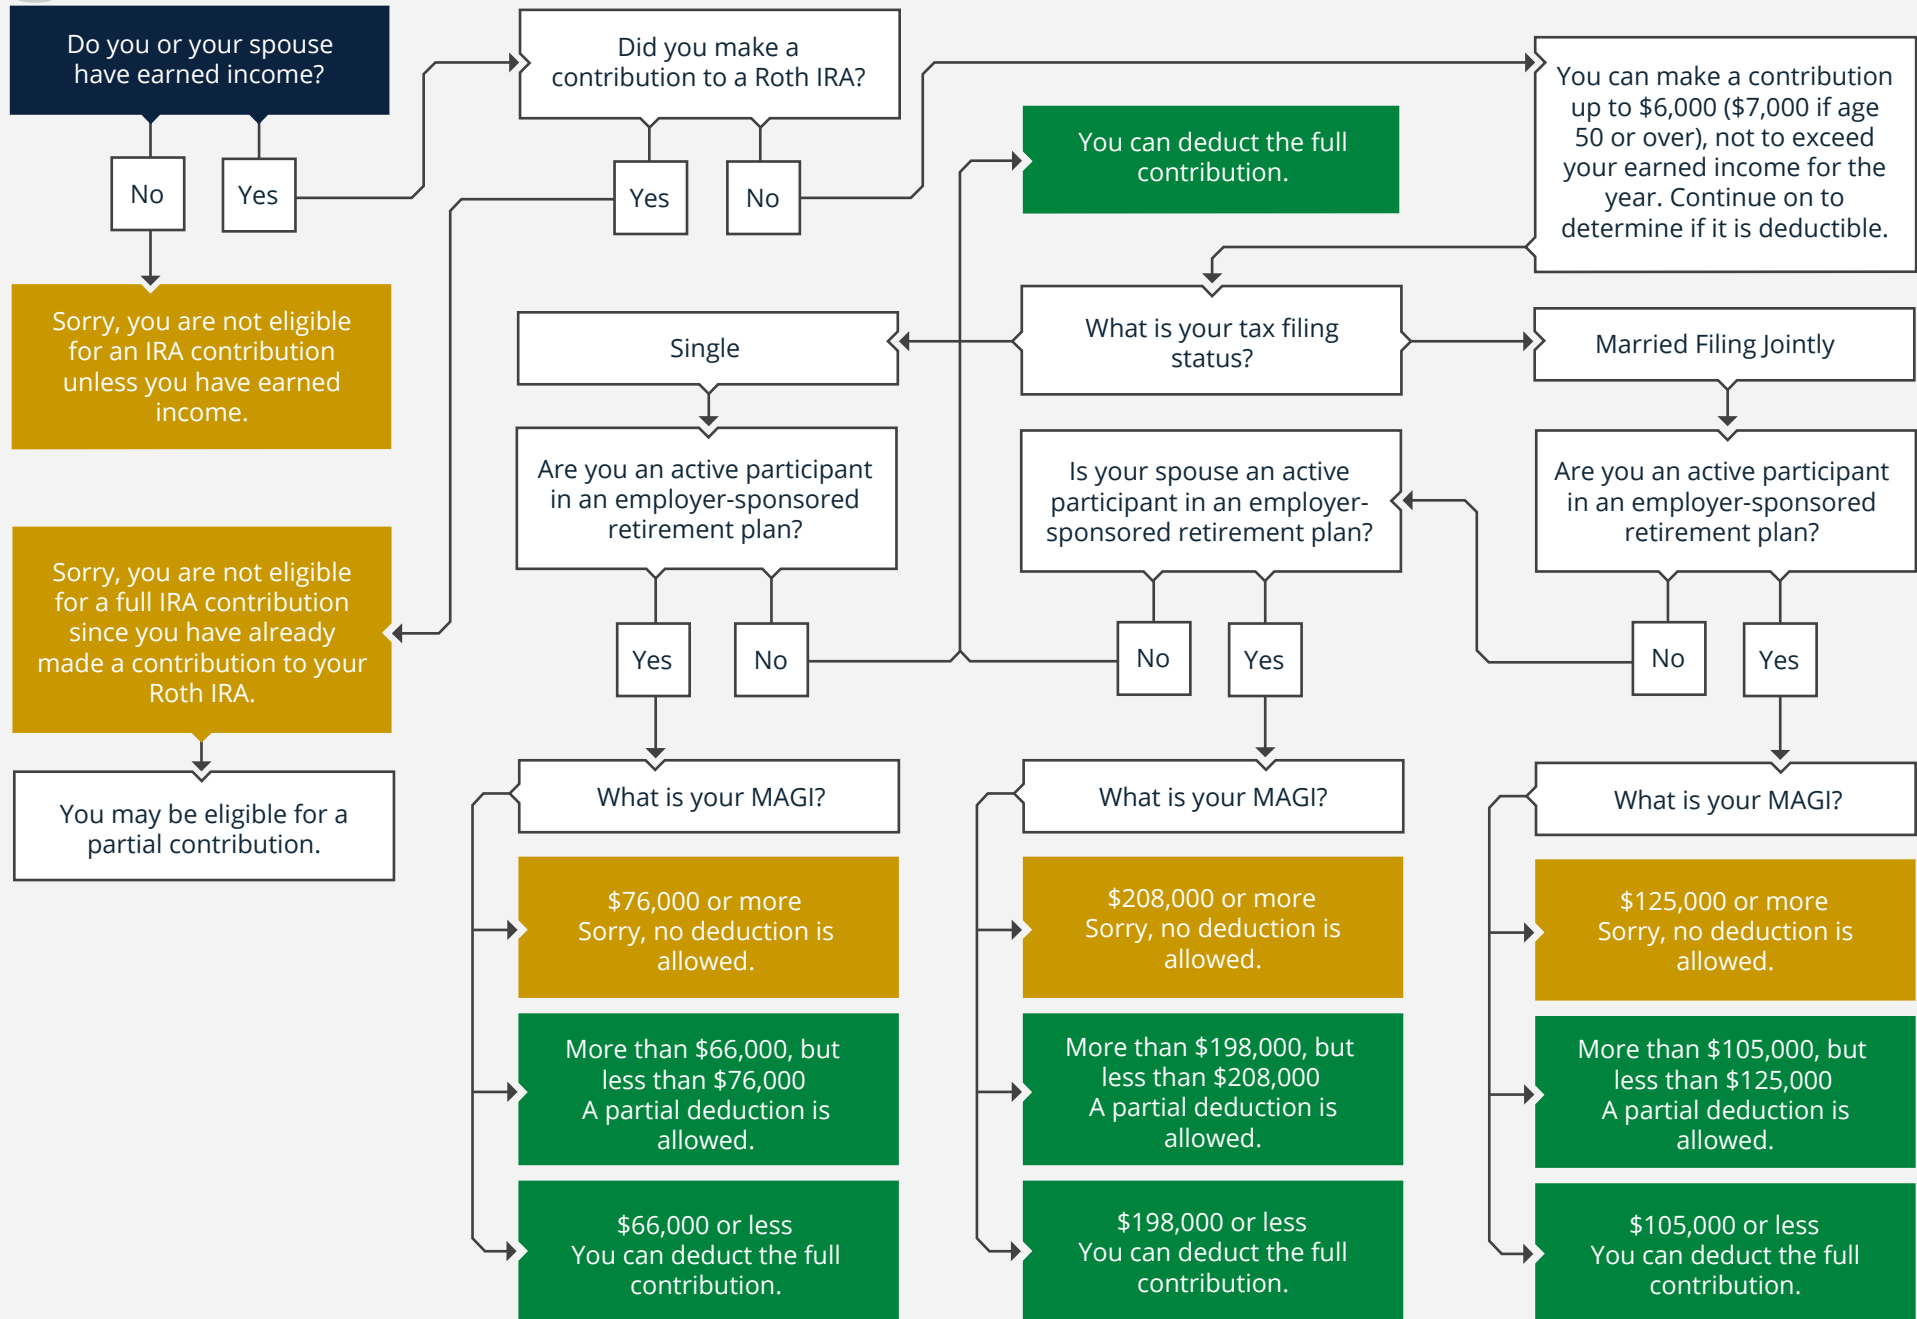 Do you or your spouse
have earned income?
No
Yes
Sorry, you are not eligible
for an IRA contribution
unless you have earned
income.
Did you make a
contribution to a Roth IRA?
Yes
No
Sorry, you are not eligible
for a full IRA contribution
since you have already
made a contribution to your
Roth IRA.
You may be eligible for a
partial contribution.
You can make a contribution
up to $6,000 ($7,000 if age
50 or over), not to exceed
your earned income for the
year. Continue on to
determine if it is deductible.
You can deduct the full
contribution.
What is your tax filing
status?
Single
Married Filing Jointly
Are you an active participant
in an employer-sponsored
retirement plan?
Yes
No
Is your spouse an active
participant in an employer-
sponsored retirement plan?
No
Yes
Are you an active participant
in an employer-sponsored
retirement plan?
No
Yes
What is your MAGI?
$76,000 or more
Sorry, no deduction is
allowed.
More than $66,000, but
less than $76,000
A partial deduction is
allowed.
$66,000 or less
You can deduct the full
contribution.
What is your MAGI?
$208,000 or more
Sorry, no deduction is
allowed.
More than $198,000, but
less than $208,000
A partial deduction is
allowed.
$198,000 or less
You can deduct the full
contribution.
What is your MAGI?
$125,000 or more
Sorry, no deduction is
allowed.
More than $105,000, but
less than $125,000
A partial deduction is
allowed.
$105,000 or less
You can deduct the full
contribution.